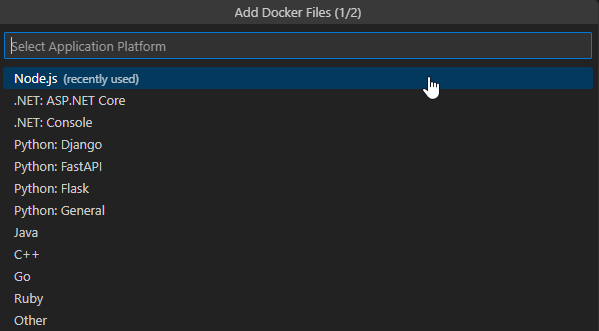 Add Docker Files (1/2)
Select Application Platform
Node.js (recently used)
.NET: ASP.NET Core
.NET: Console
Python: Django
Python: FastAPI
Python: Flask
Python: General
Java
C++
Go
Ruby
Other